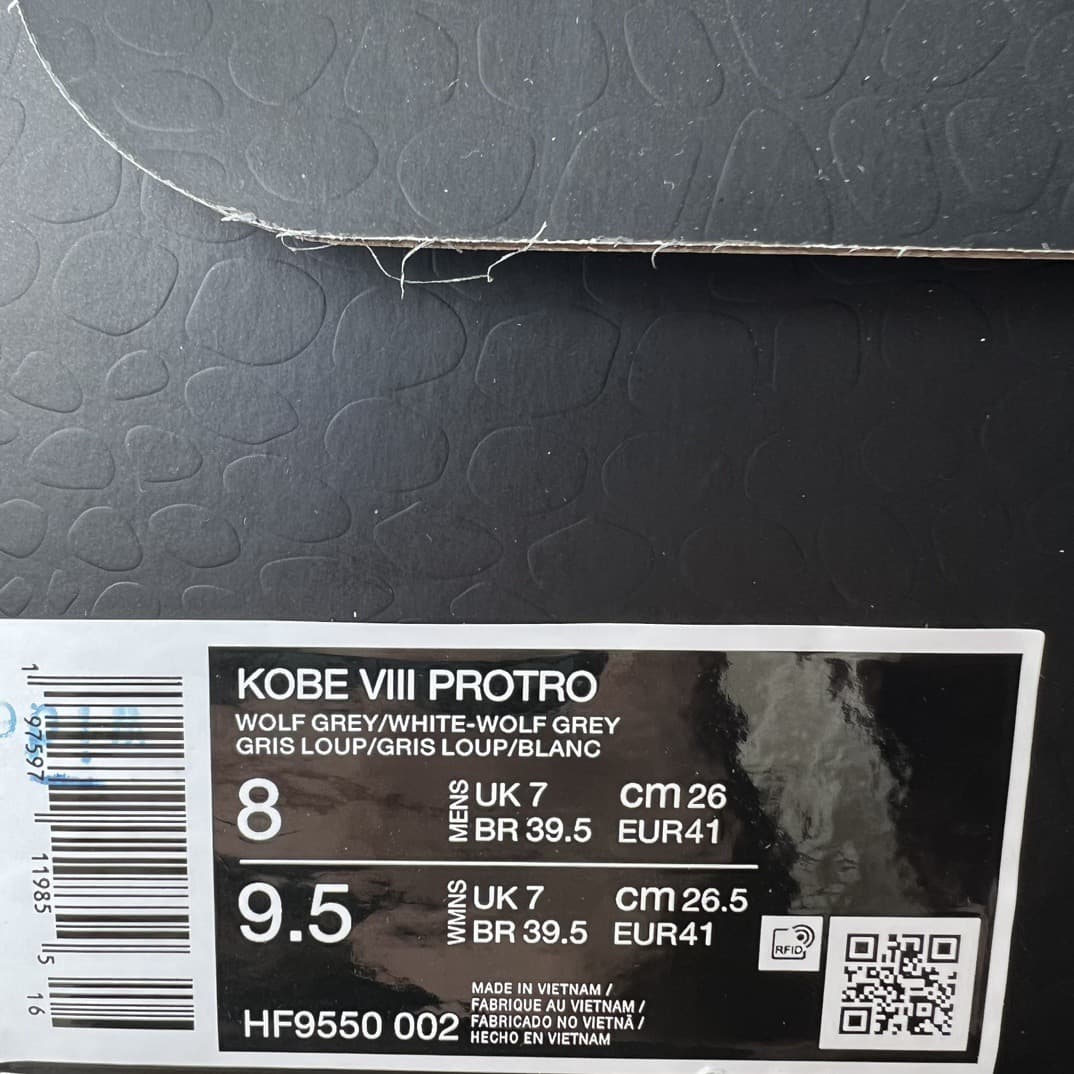 KOBE VIII PROTRO
WOLF GREY/WHITE-WOLF GREY
GRIS LOUP/GRIS LOUP/BLANC
8 MENS UK 7 cm 26
BR 39.5 EUR41
9.5 WMNS UK 7 cm 26.5
BR 39.5 EUR41
RFID
MADE IN VIETNAM /
FABRIQUE AU VIETNAM /
FABRICADO NO VIETNÃ /
HECHO EN VIETNAM
HF9550 002
1 97597 11985 5 16